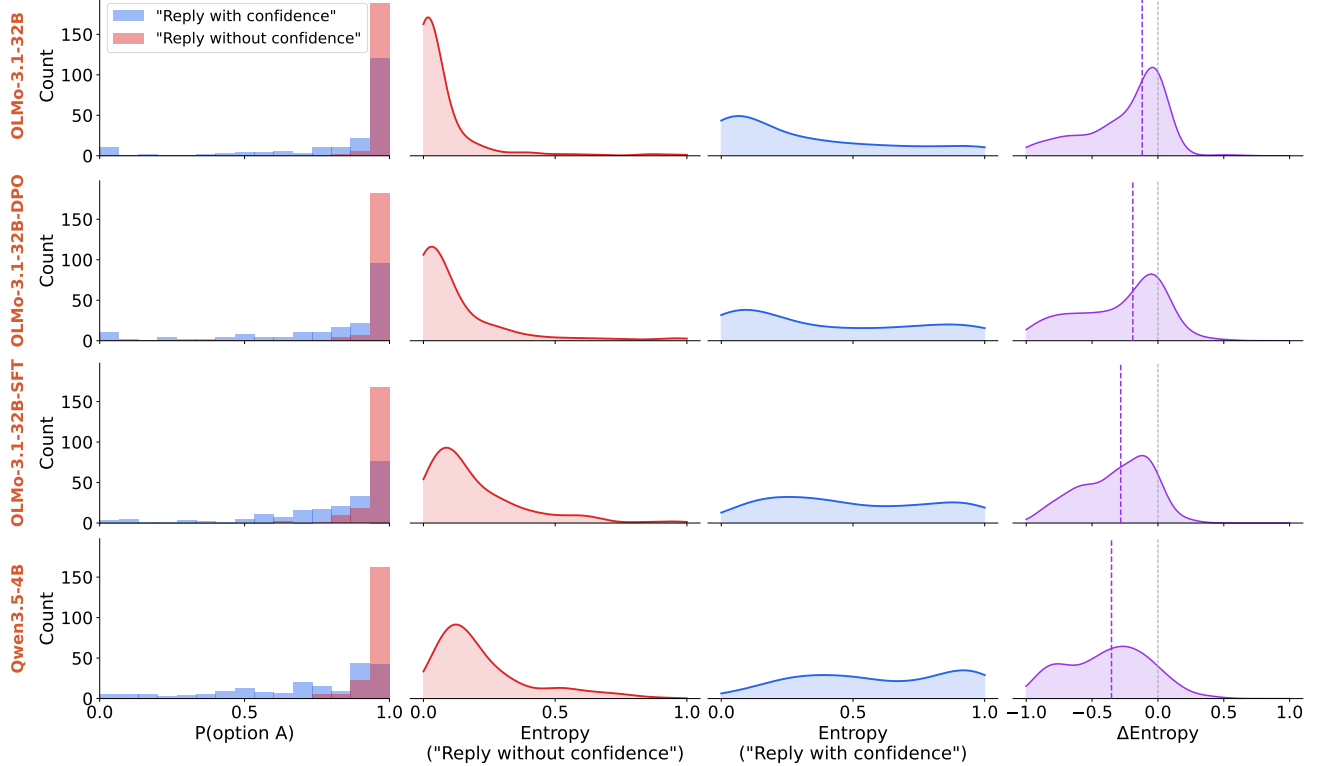 "Reply with confidence"
"Reply without confidence"
OLMo-3.1-32B
Count
150
100
50
0
OLMo-3.1-32B-DPO
Count
150
100
50
0
OLMo-3.1-32B-SFT
Count
150
100
50
0
Qwen3.5-4B
Count
150
100
50
0
0.0 0.5 1.0
P(option A)
0.0 0.5 1.0
Entropy
("Reply without confidence")
0.0 0.5 1.0
Entropy
("Reply with confidence")
−1.0 −0.5 0.0 0.5 1.0
ΔEntropy